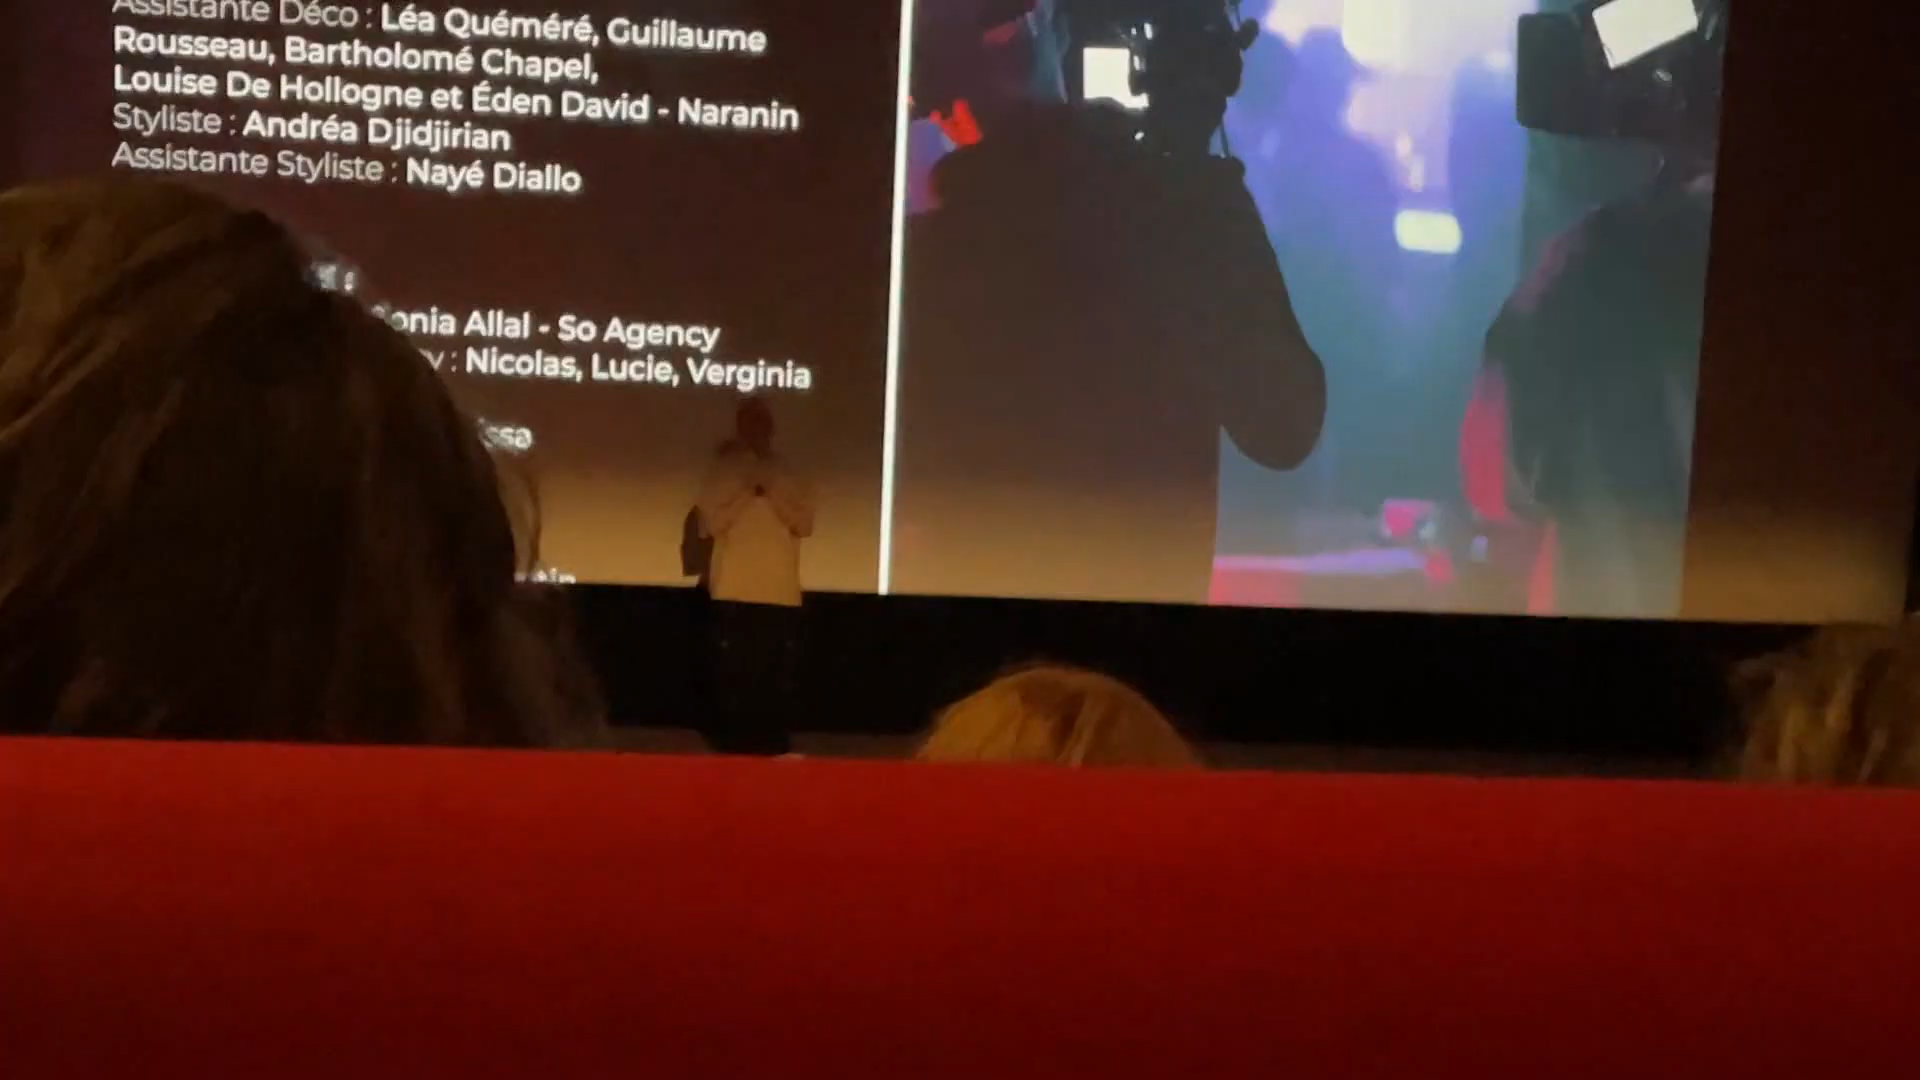 Assistante Déco : Léa Quéméré, Guillaume
Rousseau, Bartholomé Chapel,
Louise De Hollogne et Éden David - Naranin
Styliste : Andréa Djidjirian
Assistante Styliste : Nayé Diallo
Allal - So Agency
: Nicolas, Lucie, Verginia